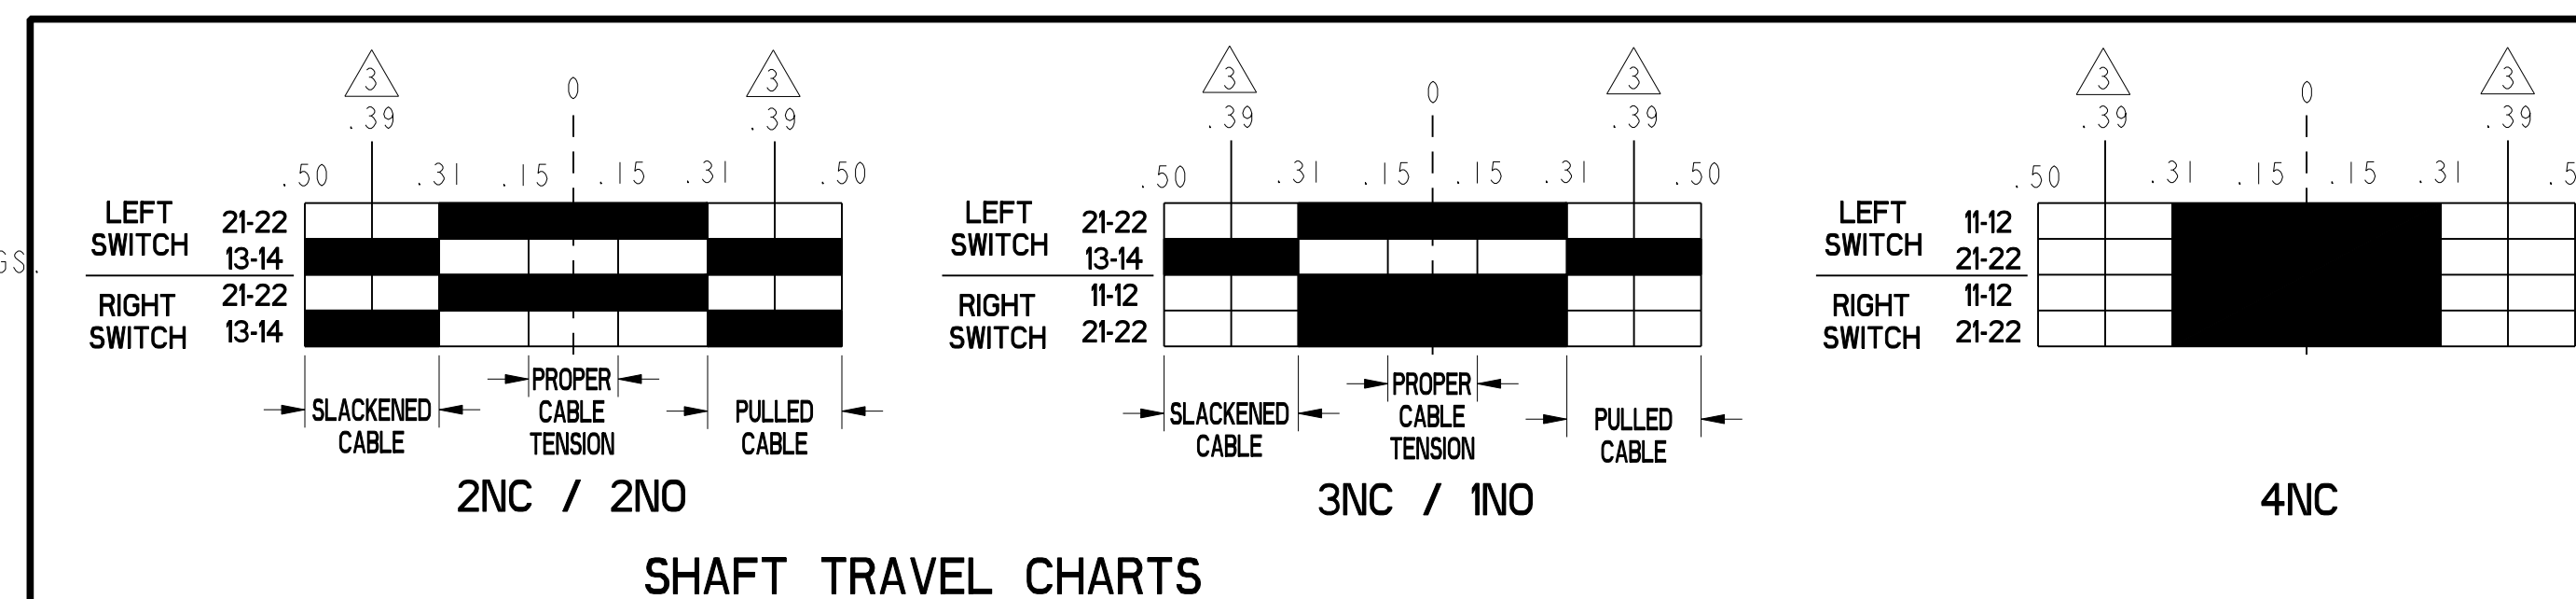 3 0 3 3 0 3 3 0 3
.39 .39 .39 .39 .39 .39
.50 .31 .15 .15 .31 .50 .50 .31 .15 .15 .31 .50 .50 .31 .15 .15 .31
LEFT 21-22 LEFT 21-22 LEFT 11-12
SWITCH 13-14 SWITCH 13-14 SWITCH 21-22
RIGHT 21-22 RIGHT 11-12 RIGHT 11-12
SWITCH 13-14 SWITCH 21-22 SWITCH 21-22
SLACKENED PROPER PULLED SLACKENED PROPER PULLED
CABLE CABLE CABLE CABLE CABLE CABLE
TENSION TENSION
2NC / 2NO 3NC / 1NO 4NC
SHAFT TRAVEL CHARTS